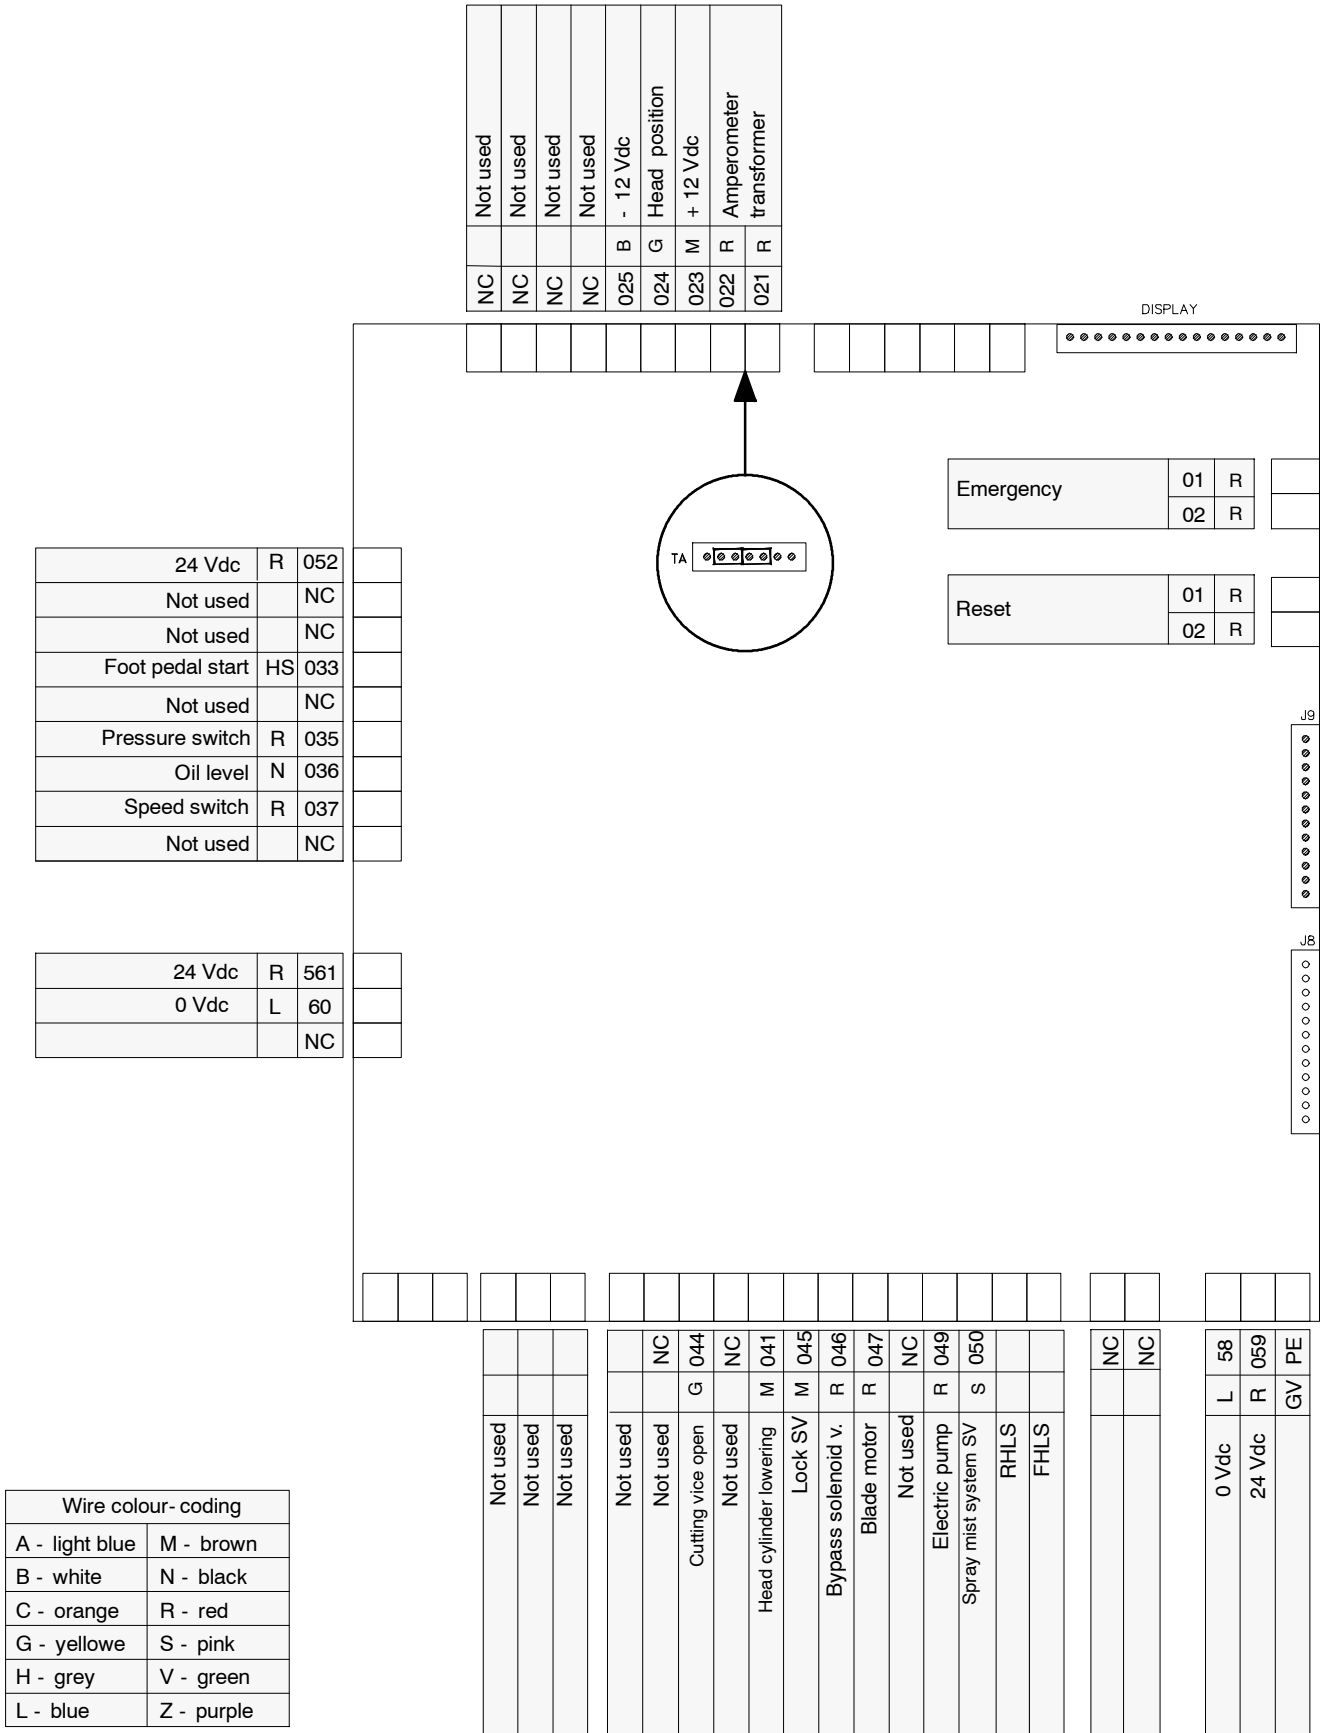 NC Not used
NC Not used
NC Not used
NC Not used
025 B - 12 Vdc
024 G Head position
023 M + 12 Vdc
022 R Amperometer
021 R transformer
DISPLAY
TA
Emergency 01 R
02 R
Reset 01 R
02 R
24 Vdc R 052
Not used NC
Not used NC
Foot pedal start HS 033
Not used NC
Pressure switch R 035
Oil level N 036
Speed switch R 037
Not used NC
J9
24 Vdc R 561
0 Vdc L 60
NC
J8
Not used
Not used
Not used
Not used
NC Not used
044 G Cutting vice open
NC Not used
041 M Head cylinder lowering
045 M Lock SV
046 R Bypass solenoid v.
047 R Blade motor
NC Not used
049 R Electric pump
050 S Spray mist system SV
RHLS
FHLS
NC
NC
58 L 0 Vdc
059 R 24 Vdc
PE GV
Wire colour- coding
A - light blue M - brown
B - white N - black
C - orange R - red
G - yellowe S - pink
H - grey V - green
L - blue Z - purple